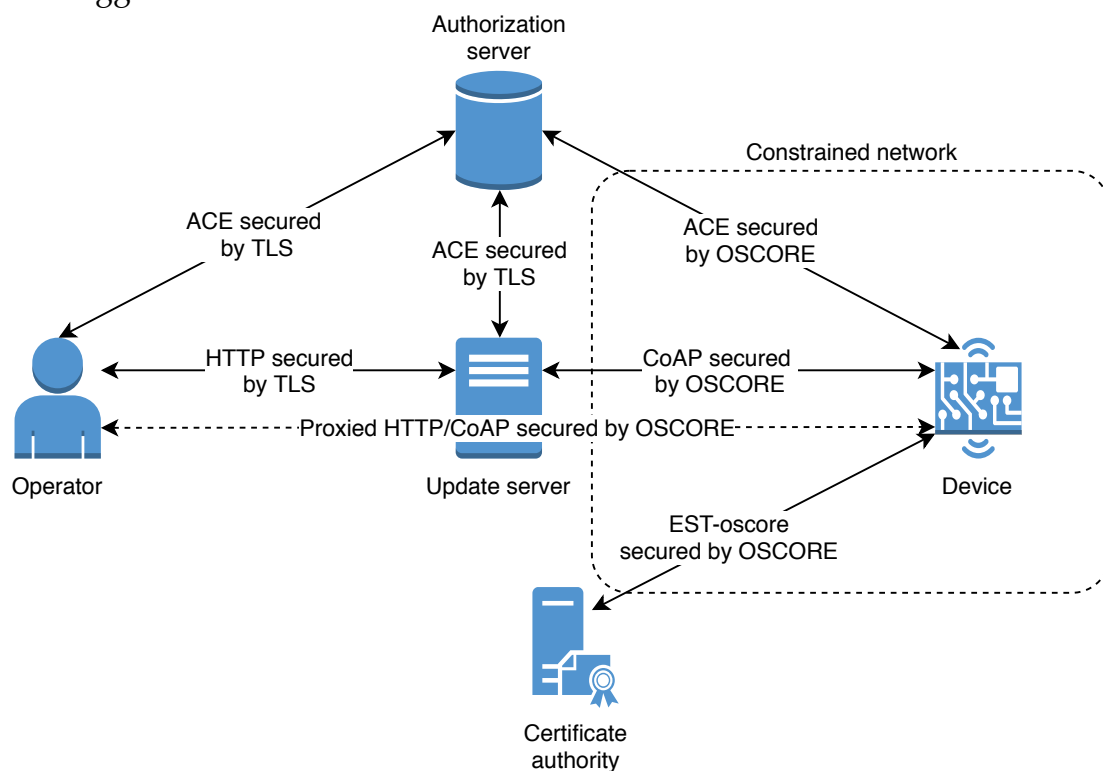 Authorization
server
Constrained network
ACE secured
by TLS
ACE secured
by TLS
ACE secured
by OSCORE
HTTP secured
by TLS
CoAP secured
by OSCORE
Proxied HTTP/CoAP secured by OSCORE
Operator
Update server
Device
EST-oscore
secured by OSCORE
Certificate
authority